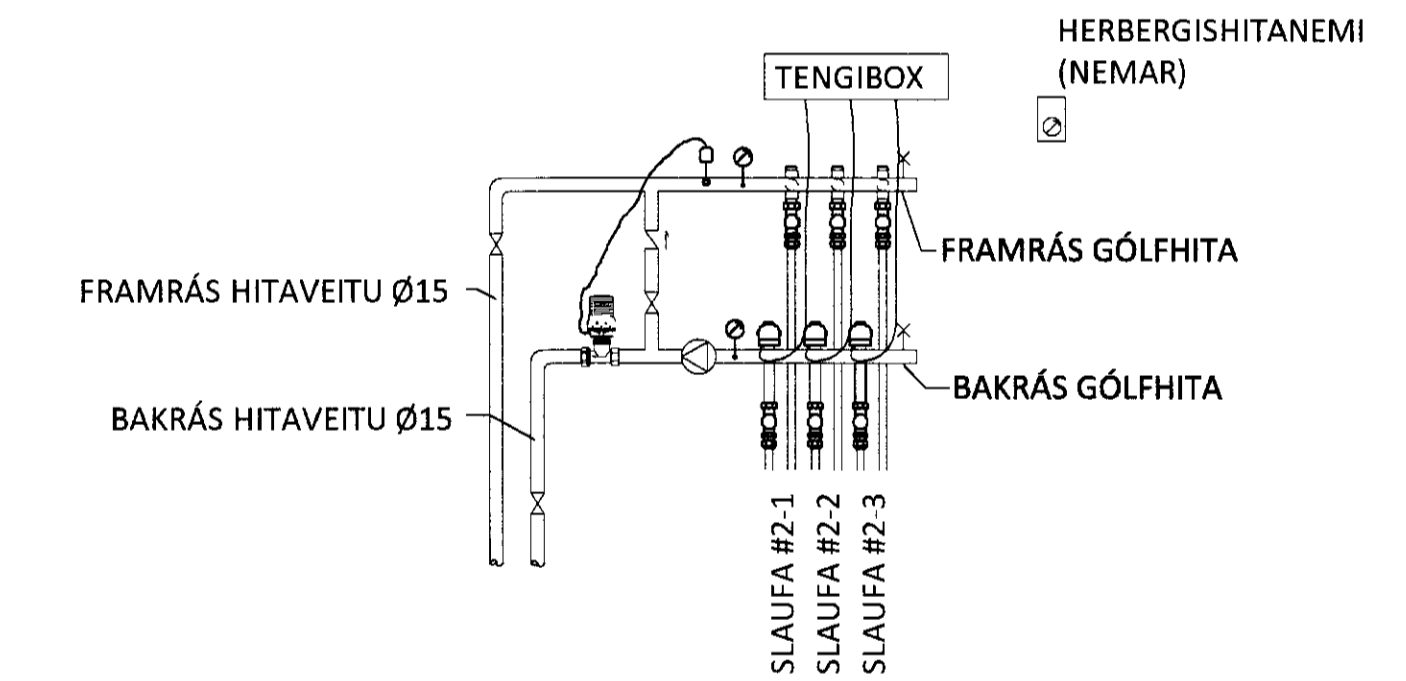 HERBERGISHITANEMI
(NEMAR)
TENGIBOX
FRAMRÁS GÓLFHITA
FRAMRÁS HITAVEITU Ø15
BAKRÁS GÓLFHITA
BAKRÁS HITAVEITU Ø15
SLAUFA #2-1
SLAUFA #2-2
SLAUFA #2-3